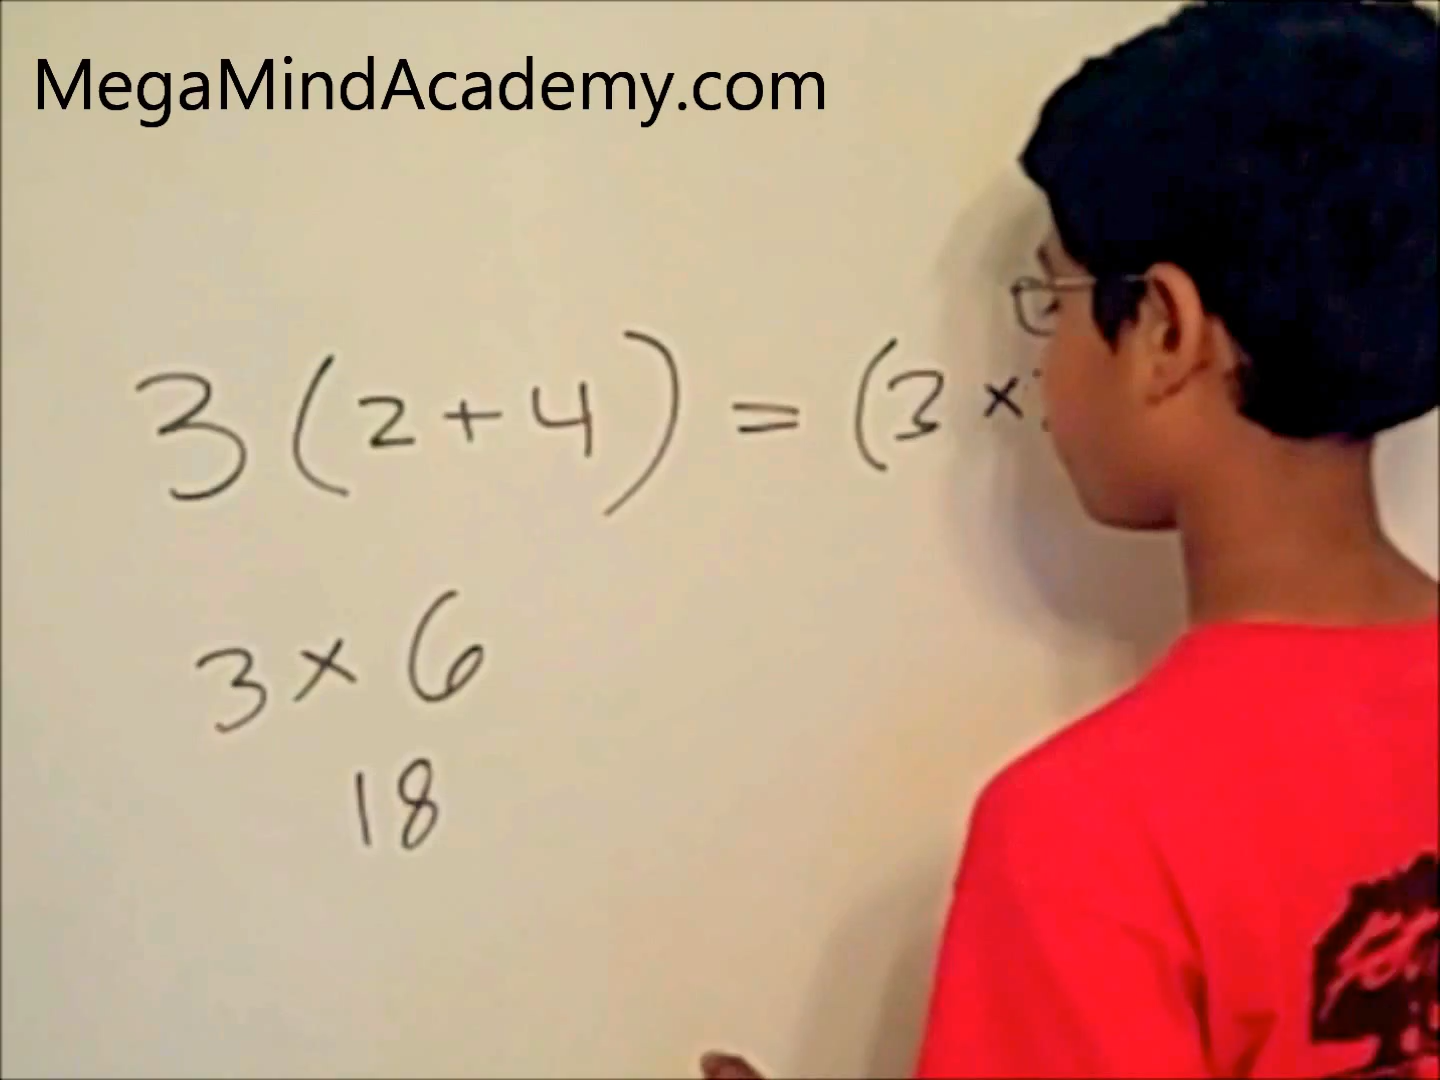 MegaMindAcademy.com
3(2+4) = (3 ×
3 × 6
18